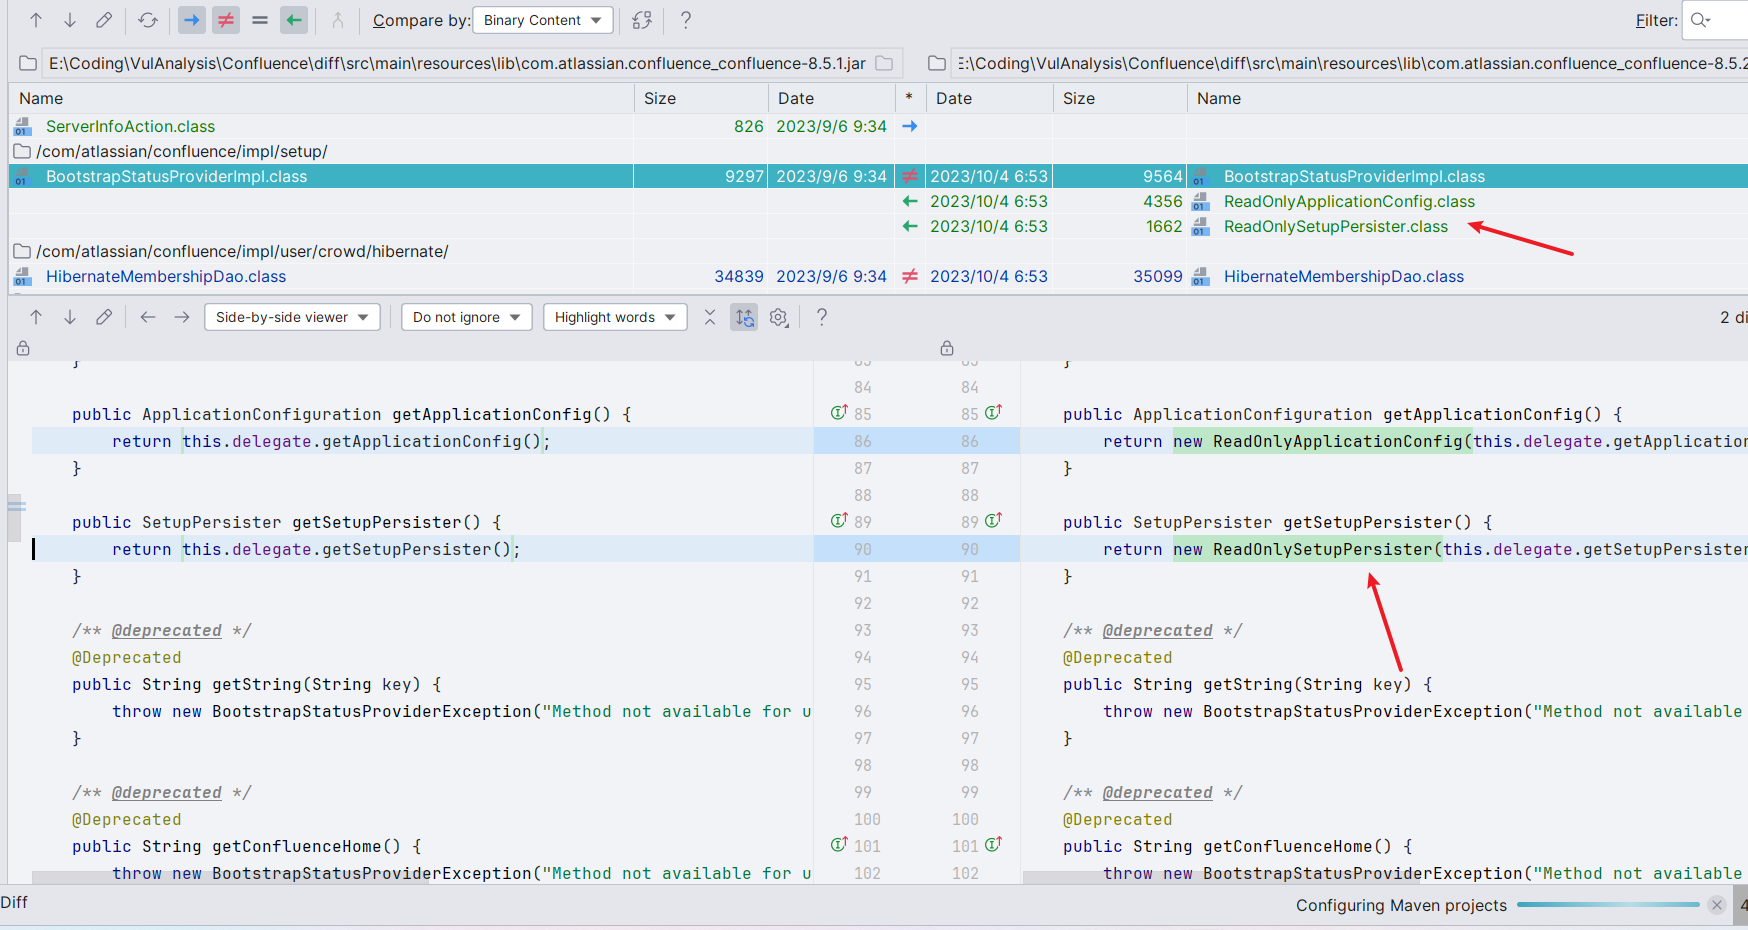 Compare by: Binary Content ? Filter:
E:\Coding\VulAnalysis\Confluence\diff\src\main\resources\lib\com.atlassian.confluence_confluence-8.5.1.jar E:\Coding\VulAnalysis\Confluence\diff\src\main\resources\lib\com.atlassian.confluence_confluence-8.5.2
Name Size Date * Date Size Name
ServerInfoAction.class 826 2023/9/6 9:34
/com/atlassian/confluence/impl/setup/
BootstrapStatusProviderImpl.class 9297 2023/9/6 9:34 ≠ 2023/10/4 6:53 9564 BootstrapStatusProviderImpl.class
2023/10/4 6:53 4356 ReadOnlyApplicationConfig.class
2023/10/4 6:53 1662 ReadOnlySetupPersister.class
/com/atlassian/confluence/impl/user/crowd/hibernate/
HibernateMembershipDao.class 34839 2023/9/6 9:34 ≠ 2023/10/4 6:53 35099 HibernateMembershipDao.class
Side-by-side viewer Do not ignore Highlight words ? 2 di
} 83 83 }
84 84
public ApplicationConfiguration getApplicationConfig() { 85 85 public ApplicationConfiguration getApplicationConfig() {
return this.delegate.getApplicationConfig(); 86 86 return new ReadOnlyApplicationConfig(this.delegate.getApplication
} 87 87 }
88 88
public SetupPersister getSetupPersister() { 89 89 public SetupPersister getSetupPersister() {
return this.delegate.getSetupPersister(); 90 90 return new ReadOnlySetupPersister(this.delegate.getSetupPersister
} 91 91 }
92 92
/** @deprecated */ 93 93 /** @deprecated */
@Deprecated 94 94 @Deprecated
public String getString(String key) { 95 95 public String getString(String key) {
throw new BootstrapStatusProviderException("Method not available for u 96 96 throw new BootstrapStatusProviderException("Method not available
} 97 97 }
98 98
/** @deprecated */ 99 99 /** @deprecated */
@Deprecated 100 100 @Deprecated
public String getConfluenceHome() { 101 101 public String getConfluenceHome() {
throw new BootstrapStatusProviderException("Method not available for u 102 102 throw new BootstrapStatusProviderException("Method not available
Diff Configuring Maven projects 4